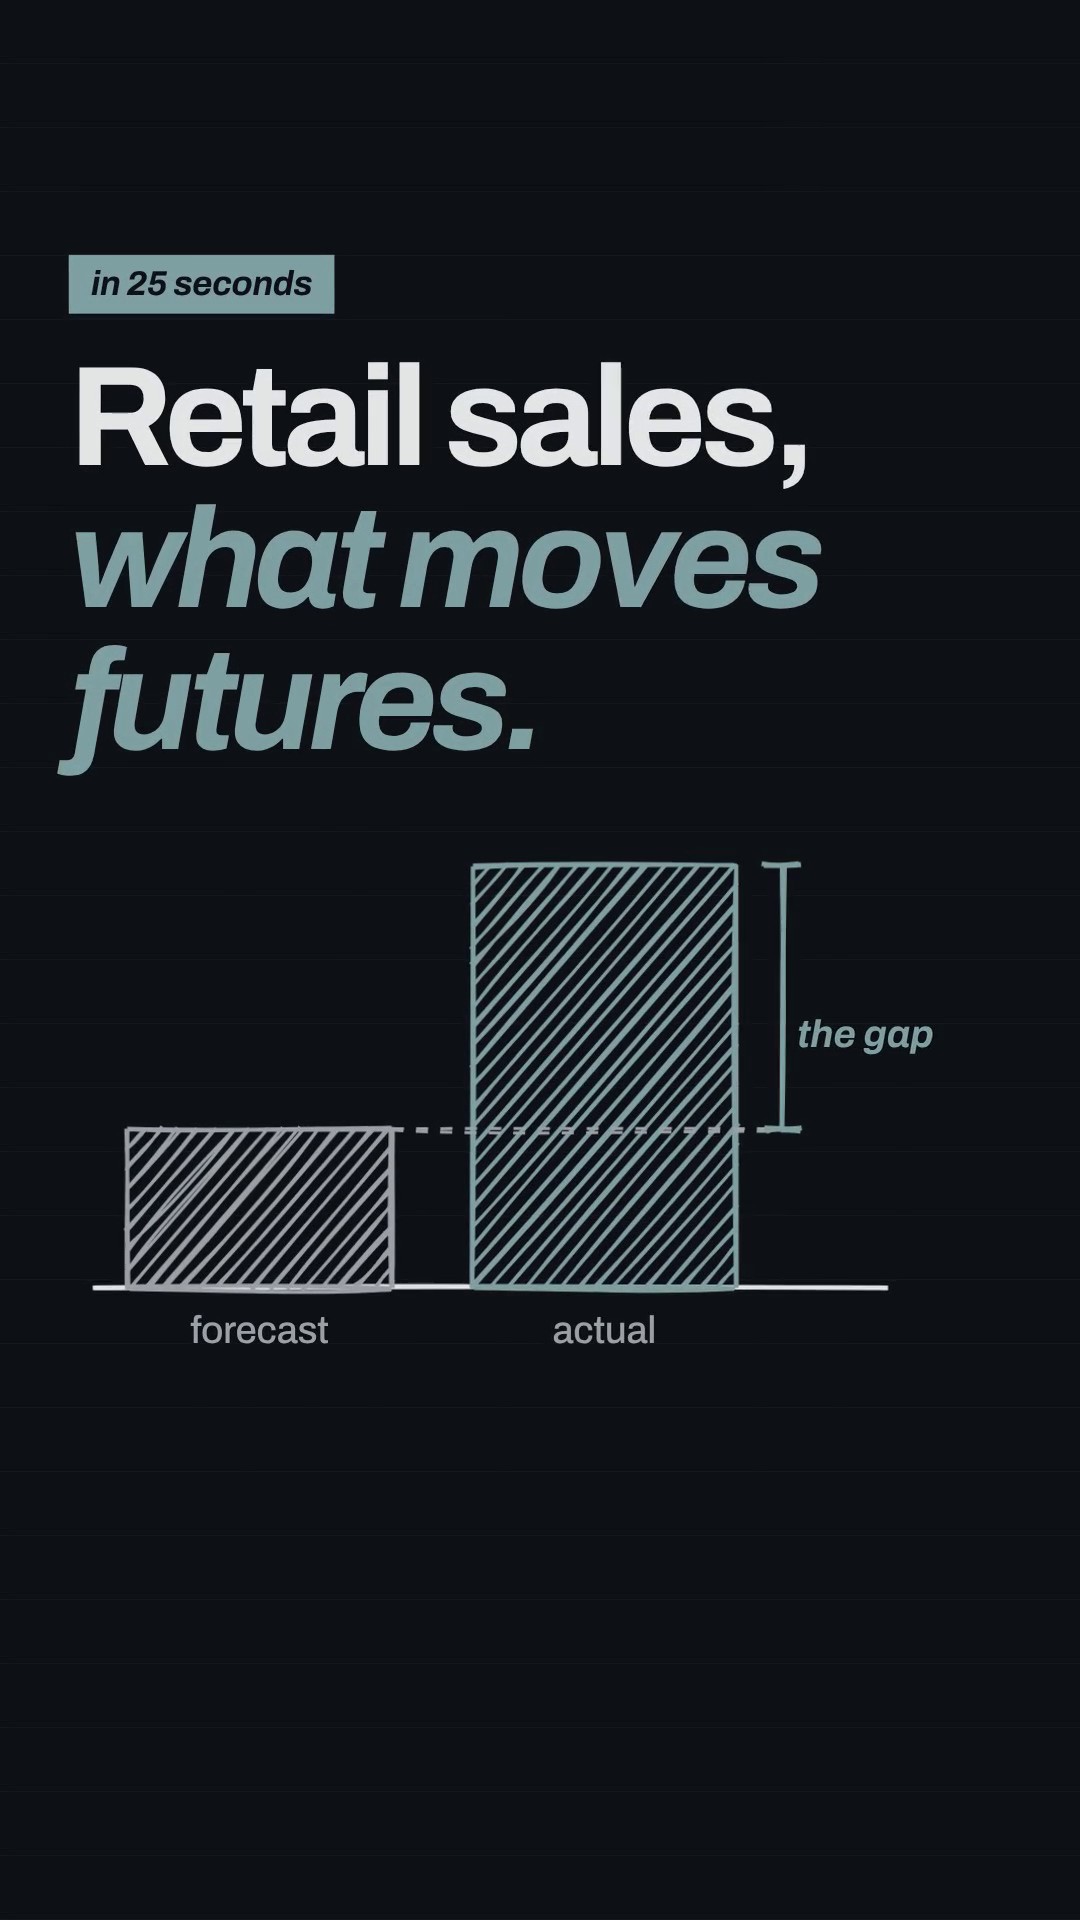 in 25 seconds
Retail sales,
what moves
futures.
the gap
forecast
actual